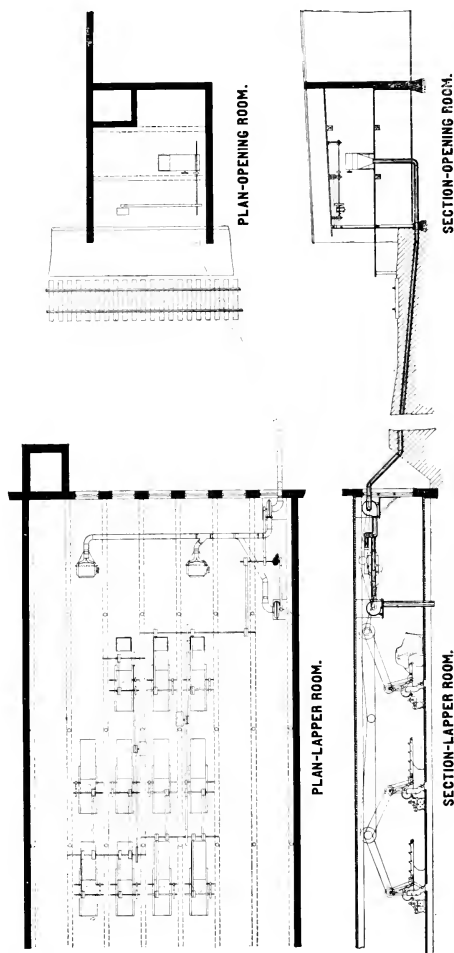 PLAN-OPENING ROOM.
SECTION-OPENING ROOM.
PLAN-LAPPER ROOM.
SECTION-LAPPER ROOM.